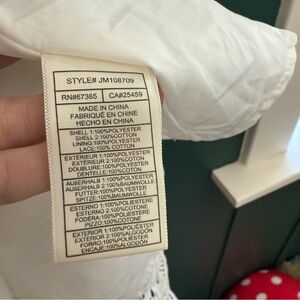 STYLE# JM108709
RN#67365 CA#25459
MADE IN CHINA
FABRIQUÉ EN CHINE
HECHO EN CHINA
SHELL 1:100%POLYESTER
SHELL 2:100%COTTON
LINING:100%POLYESTER
LACE:100% COTTON
EXTÉRIEUR 1:100%POLYESTER
EXTÉRIEUR 2:100%COTON
DOUBLURE:100%POLYESTER
DENTELLE:100%COTON
AUBERHALB 1:100%POLYESTER
AUBERHALB 2:100%BAUMWOLLE
FUTTER:100%POLYESTER
SPITZE:100%BAUMWOLLE
ESTERNO 1:100%POLIESTERE
ESTERNO 2:100%COTONE
FODERA:100%POLIESTERE
PIZZO:100%COTONE
EXTERIOR 1:100%POLIÉSTER
EXTERIOR 2:100%ALGODÓN
FORRO:100%POLIÉSTER
ENCAJE:100%ALGODÓN